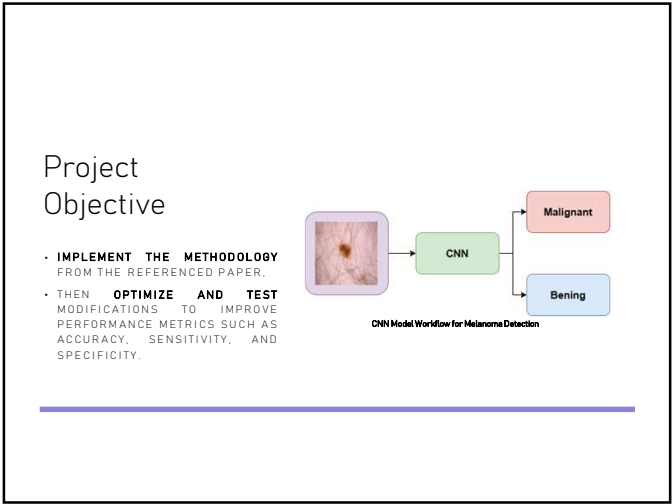 Project
Objective
• IMPLEMENT THE METHODOLOGY
FROM THE REFERENCED PAPER,
• THEN OPTIMIZE AND TEST
MODIFICATIONS TO IMPROVE
PERFORMANCE METRICS SUCH AS
ACCURACY, SENSITIVITY, AND
SPECIFICITY.
CNN
Malignant
Bening
CNN Model Workflow for Melanoma Detection